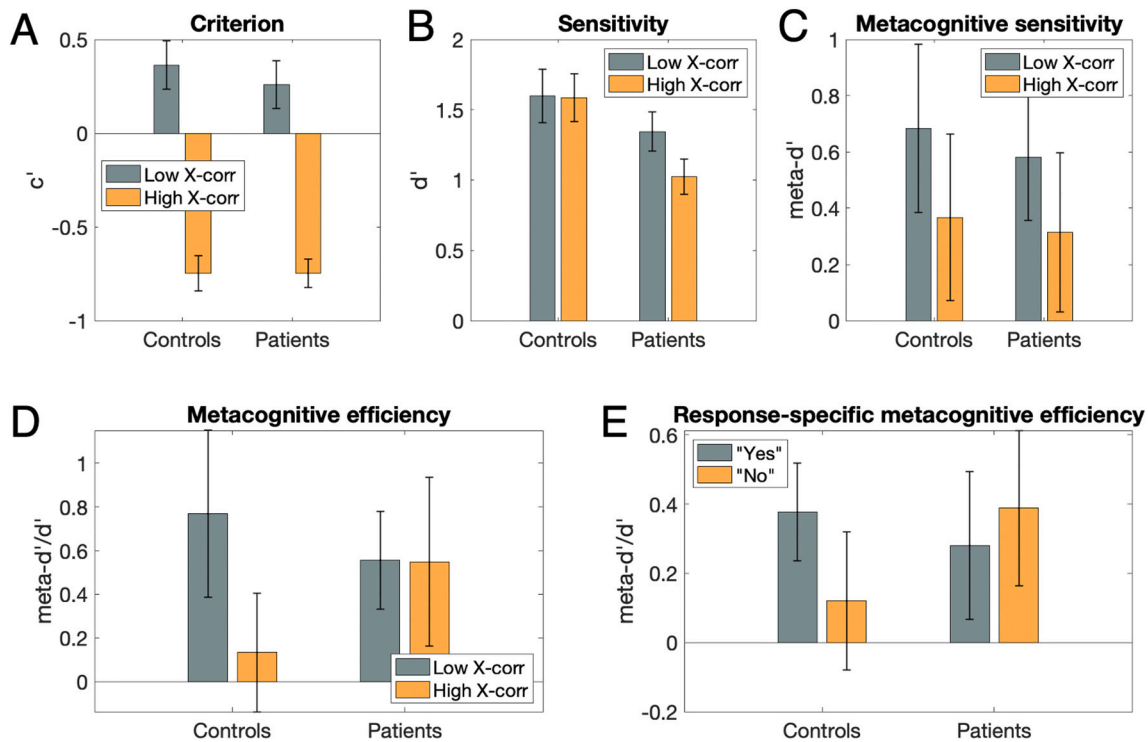 A
Criterion
0.5
0
-0.5
-1
c'
Low X-corr
High X-corr
Controls
Patients
B
Sensitivity
2
1.5
1
0.5
0
d'
Low X-corr
High X-corr
Controls
Patients
C
Metacognitive sensitivity
1
0.8
0.6
0.4
0.2
0
meta-d'
Low X-corr
High X-corr
Controls
Patients
D
Metacognitive efficiency
1
0.8
0.6
0.4
0.2
0
meta-d'/d'
Low X-corr
High X-corr
Controls
Patients
E
Response-specific metacognitive efficiency
0.6
0.4
0.2
0
-0.2
meta-d'/d'
"Yes"
"No"
Controls
Patients